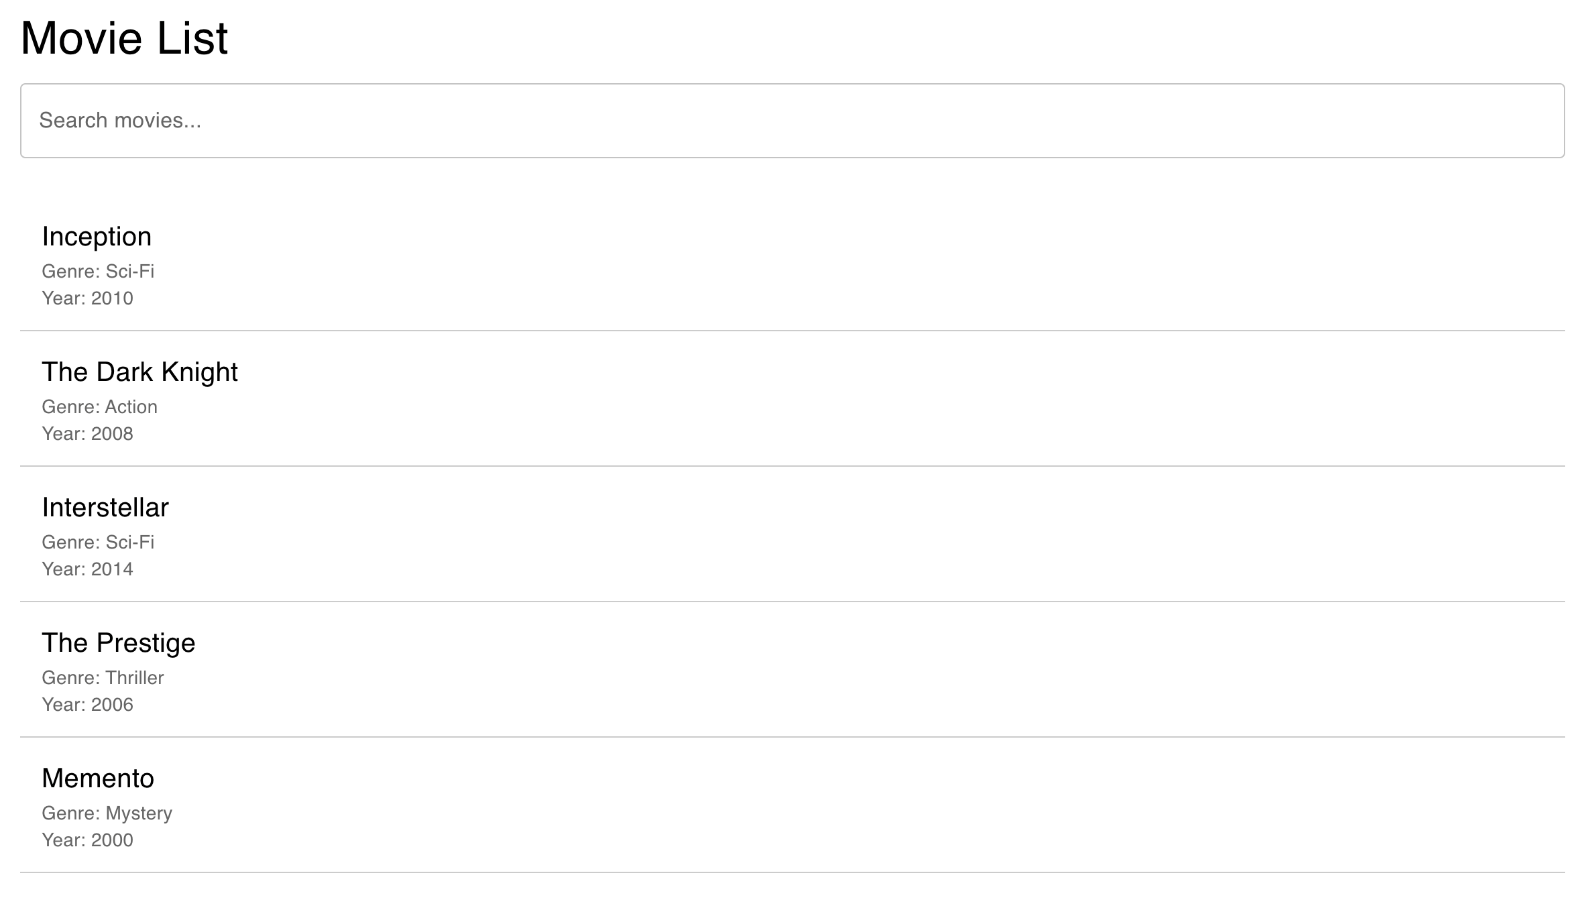 Movie List
Search movies...
Inception
Genre: Sci-Fi
Year: 2010
The Dark Knight
Genre: Action
Year: 2008
Interstellar
Genre: Sci-Fi
Year: 2014
The Prestige
Genre: Thriller
Year: 2006
Memento
Genre: Mystery
Year: 2000